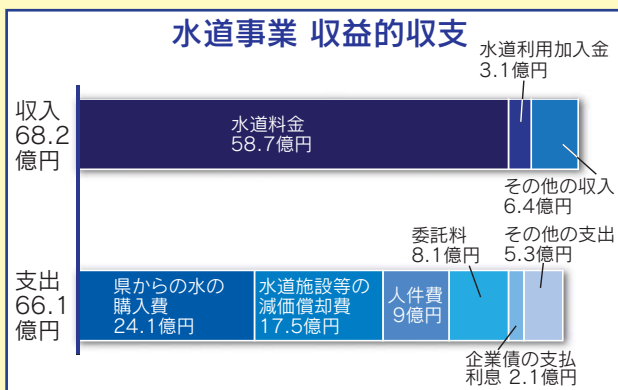 水道事業 収益的収支
水道利用加入金
3.1億円
収入
68.2
億円
水道料金
58.7億円
その他の収入
6.4億円
委託料
8.1億円
その他の支出
5.3億円
支出
66.1
億円
県からの水の
購入費
24.1億円
水道施設等の
減価償却費
17.5億円
人件費
9億円
企業債の支払
利息 2.1億円